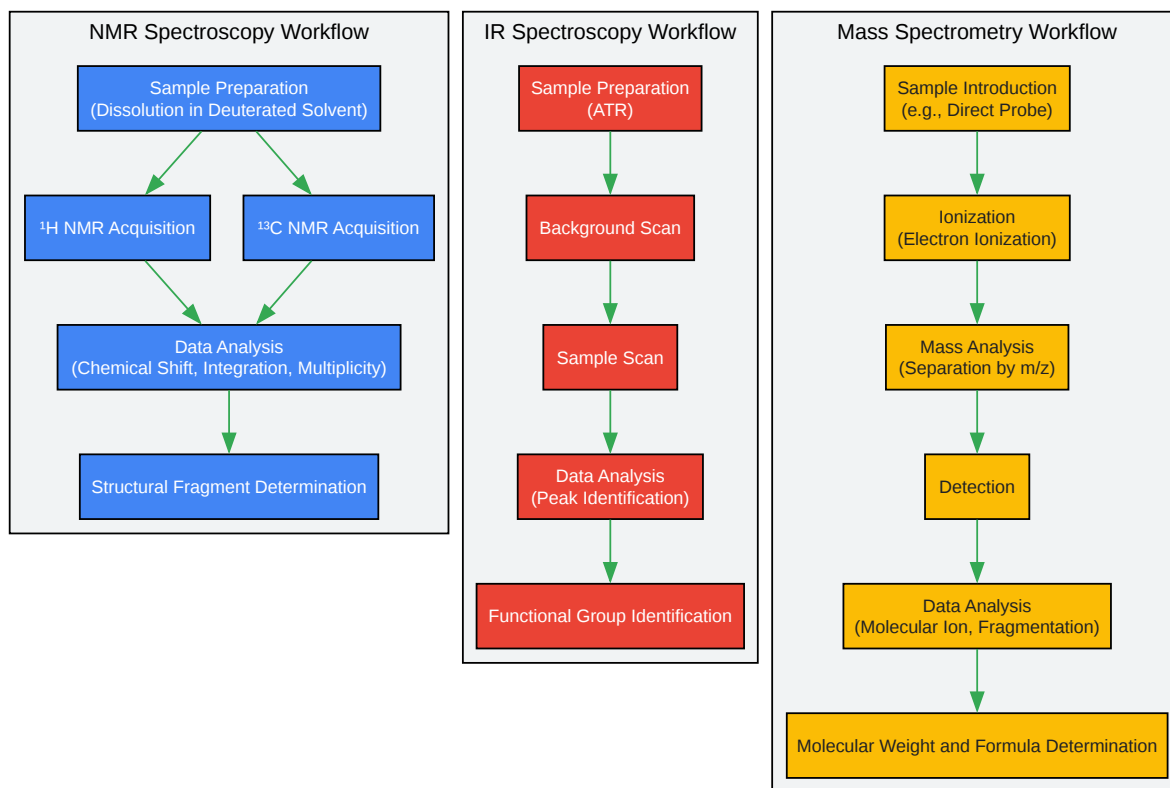 NMR Spectroscopy Workflow
Sample Preparation
(Dissolution in Deuterated Solvent)
¹H NMR Acquisition
¹³C NMR Acquisition
Data Analysis
(Chemical Shift, Integration, Multiplicity)
Structural Fragment Determination
IR Spectroscopy Workflow
Sample Preparation
(ATR)
Background Scan
Sample Scan
Data Analysis
(Peak Identification)
Functional Group Identification
Mass Spectrometry Workflow
Sample Introduction
(e.g., Direct Probe)
Ionization
(Electron Ionization)
Mass Analysis
(Separation by m/z)
Detection
Data Analysis
(Molecular Ion, Fragmentation)
Molecular Weight and Formula Determination